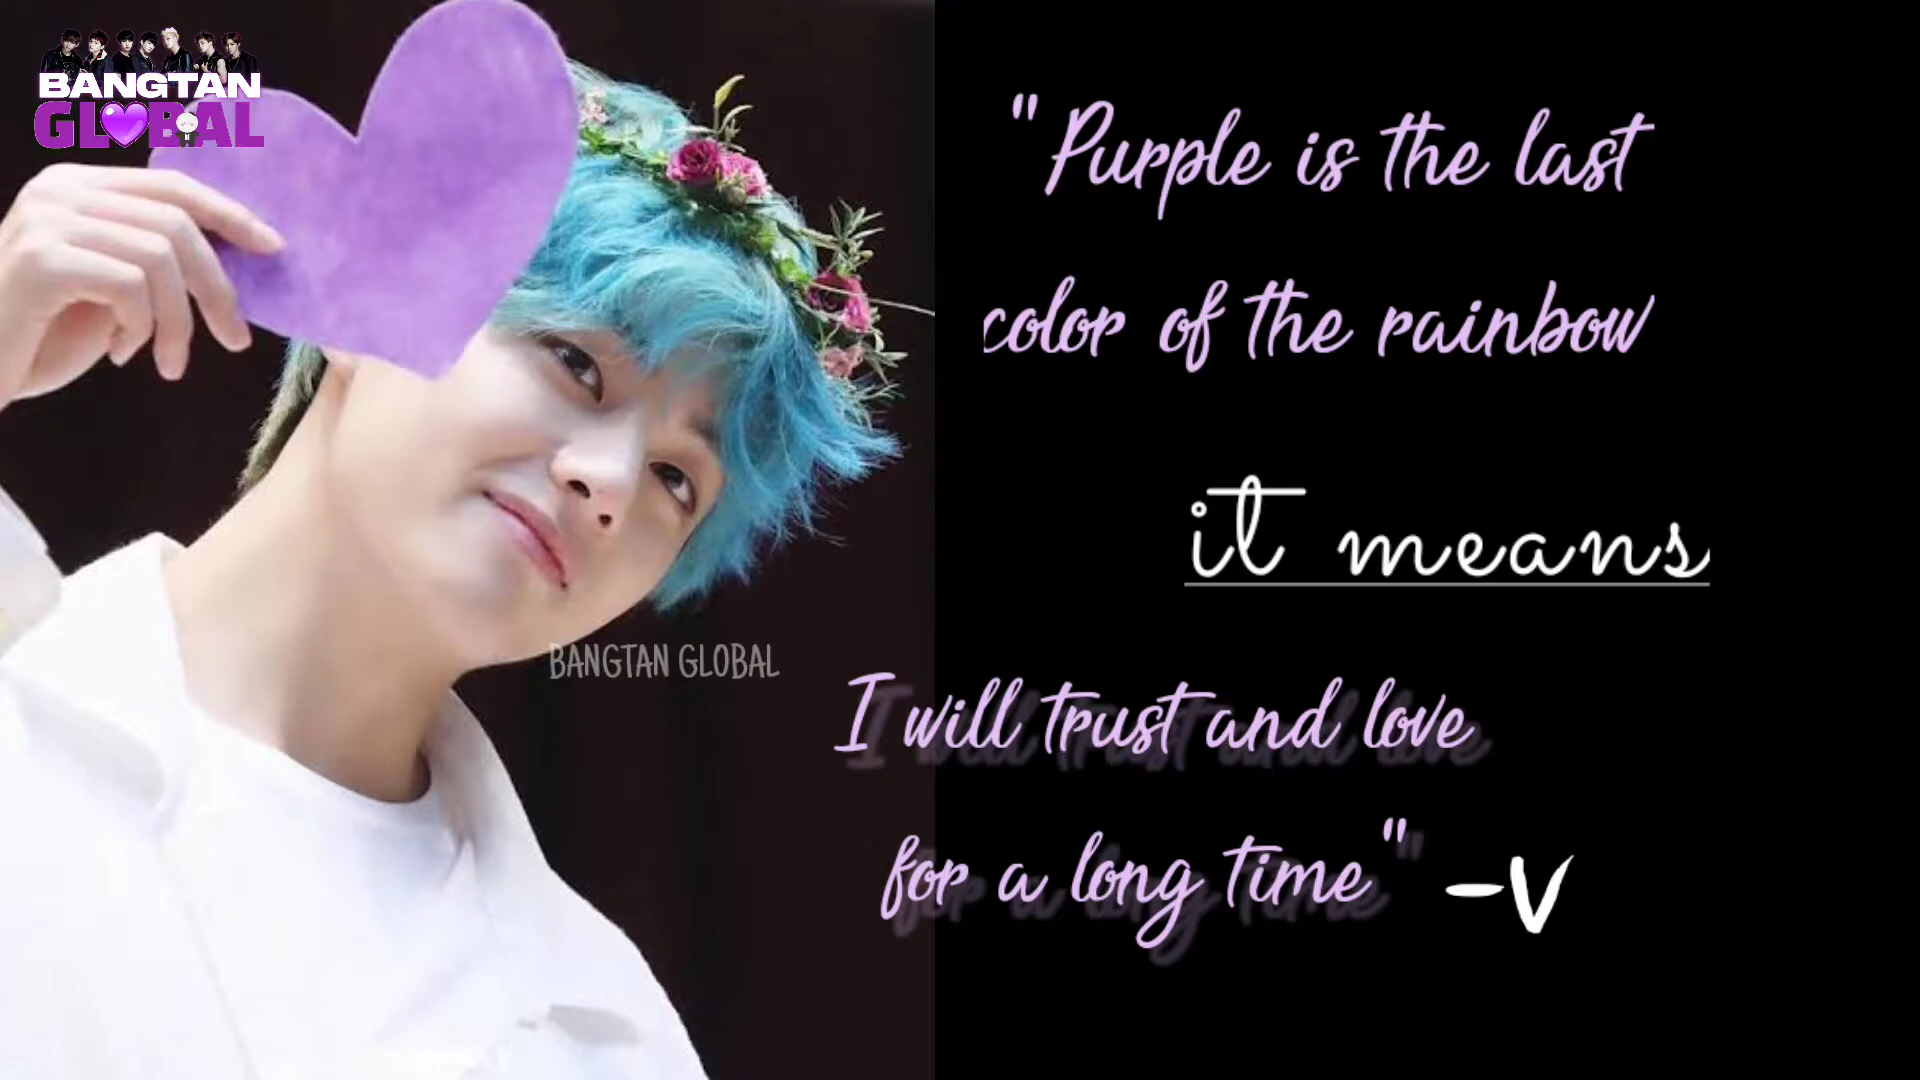 BANGTAN
GLOBAL
"Purple is the last
color of the rainbow
it means
I will trust and love
for a long time" -V
BANGTAN GLOBAL